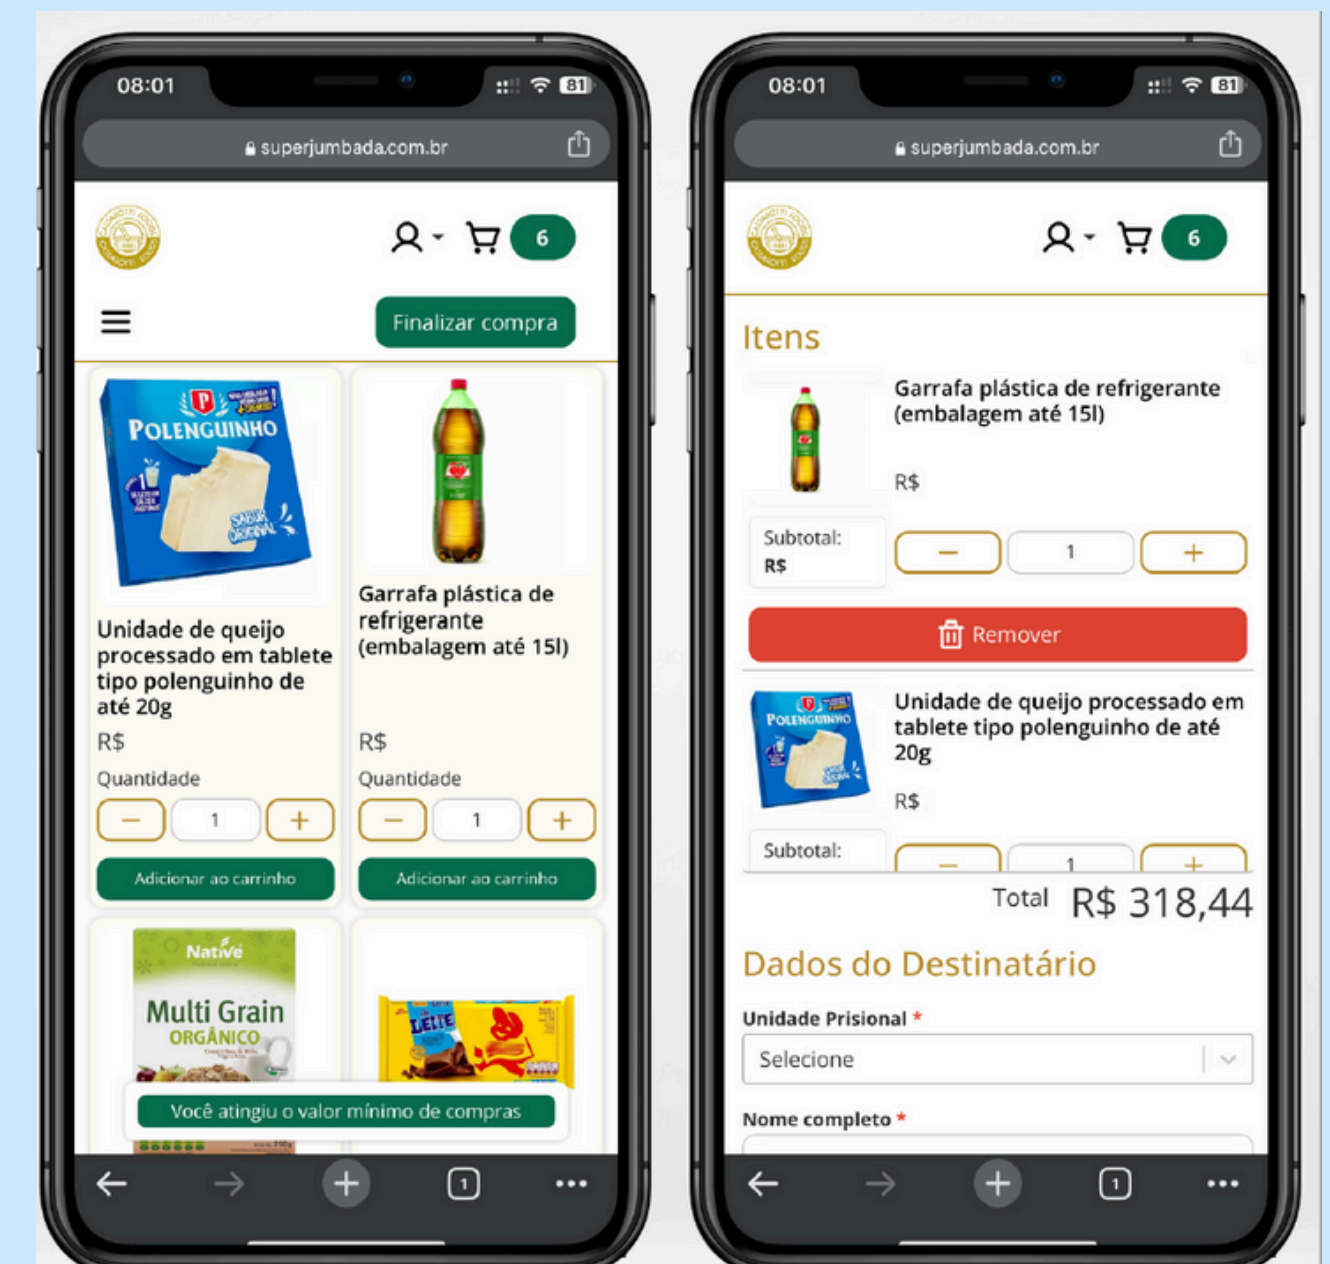 08:01
81
superjumbada.com.br
6
Finalizar compra
P
POLENGUINHO
SABOR
ORIGINAL
Unidade de queijo
processado em tablete
tipo polenguinho de
até 20g
R$
Quantidade
1
Adicionar ao carrinho
Garrafa plástica de
refrigerante
(embalagem até 15l)
R$
Quantidade
1
Adicionar ao carrinho
Native
Multi Grain
ORGÂNICO
LEITE
Você atingiu o valor mínimo de compras
1
08:01
81
superjumbada.com.br
6
Itens
Garrafa plástica de refrigerante
(embalagem até 15l)
R$
Subtotal:
R$
1
Remover
POLENGUINHO
Unidade de queijo processado em
tablete tipo polenguinho de até
20g
R$
Subtotal:
1
Total R$ 318,44
Dados do Destinatário
Unidade Prisional *
Selecione
Nome completo *
1